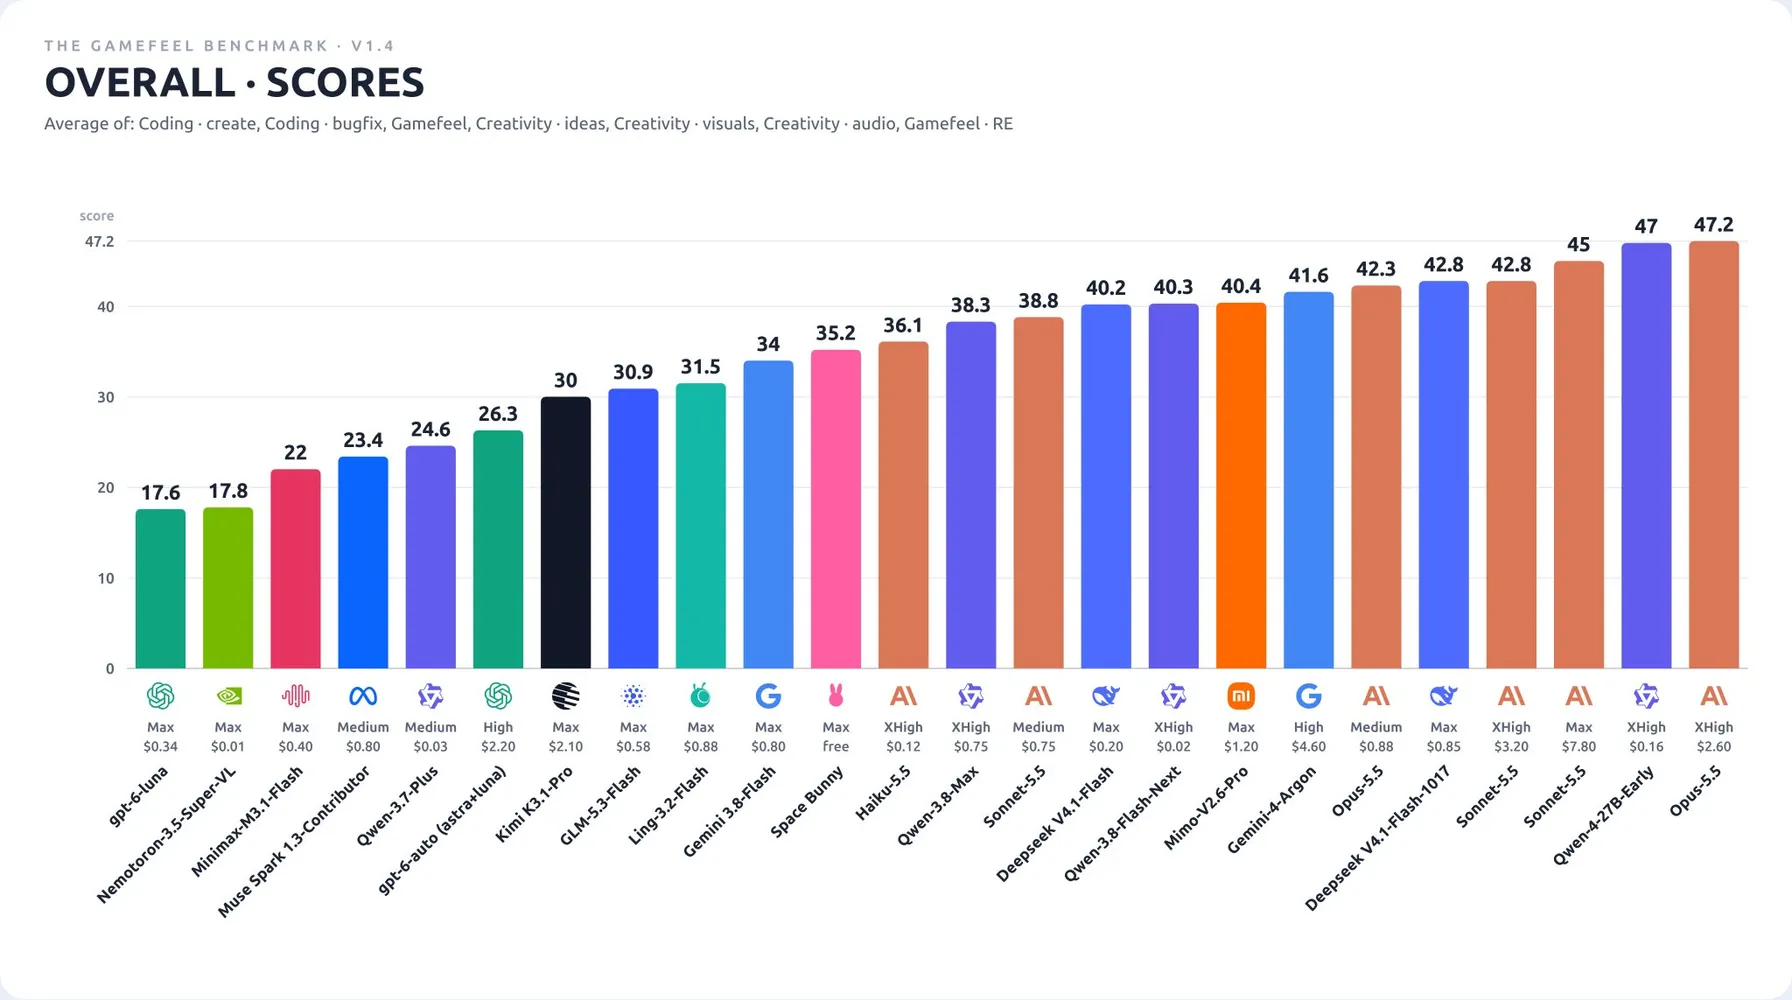 THE GAMEFEEL BENCHMARK · V1.4
OVERALL · SCORES
Average of: Coding · create, Coding · bugfix, Gamefeel, Creativity · ideas, Creativity · visuals, Creativity · audio, Gamefeel · RE
score
47.2
40
30
20
10
0
17.6
17.8
22
23.4
24.6
26.3
30
30.9
31.5
34
35.2
36.1
38.3
38.8
40.2
40.3
40.4
41.6
42.3
42.8
42.8
45
47
47.2
Max
$0.34
gpt-6-luna
Max
$0.01
Nemotoron-3.5-Super-VL
Max
$0.40
Minimax-M3.1-Flash
Medium
$0.80
Muse Spark 1.3-Contributor
Medium
$0.03
Qwen-3.7-Plus
High
$2.20
gpt-6-auto (astra+luna)
Max
$2.10
Kimi K3.1-Pro
Max
$0.58
GLM-5.3-Flash
Max
$0.88
Ling-3.2-Flash
Max
$0.80
Gemini 3.8-Flash
Max
free
Space Bunny
XHigh
$0.12
Haiku-5.5
XHigh
$0.75
Qwen-3.8-Max
Medium
$0.75
Sonnet-5.5
Max
$0.20
Deepseek V4.1-Flash
XHigh
$0.02
Qwen-3.8-Flash-Next
Max
$1.20
Mimo-V2.6-Pro
High
$4.60
Gemini-4-Argon
Medium
$0.88
Opus-5.5
Max
$0.85
Deepseek V4.1-Flash-1017
XHigh
$3.20
Sonnet-5.5
Max
$7.80
Sonnet-5.5
XHigh
$0.16
Qwen-4-27B-Early
XHigh
$2.60
Opus-5.5